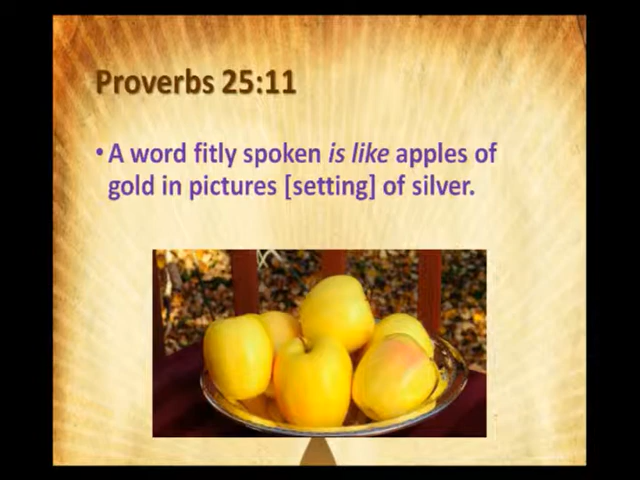 Proverbs 25:11
• A word fitly spoken is like apples of
gold in pictures [setting] of silver.